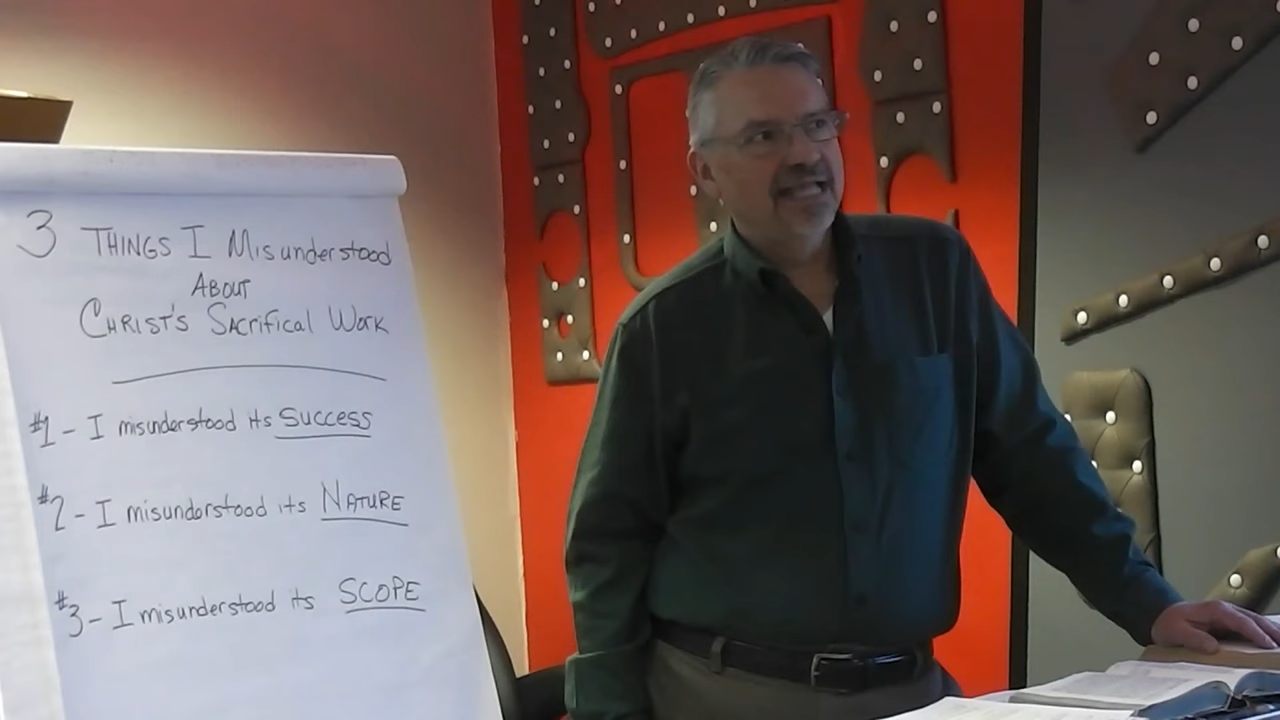 3 THINGS I Misunderstood
ABOUT
CHRIST'S Sacrifical Work
#1 - I misunderstood its SUCCESS
#2 - I misunderstood its NATURE
#3 - I misunderstood its SCOPE